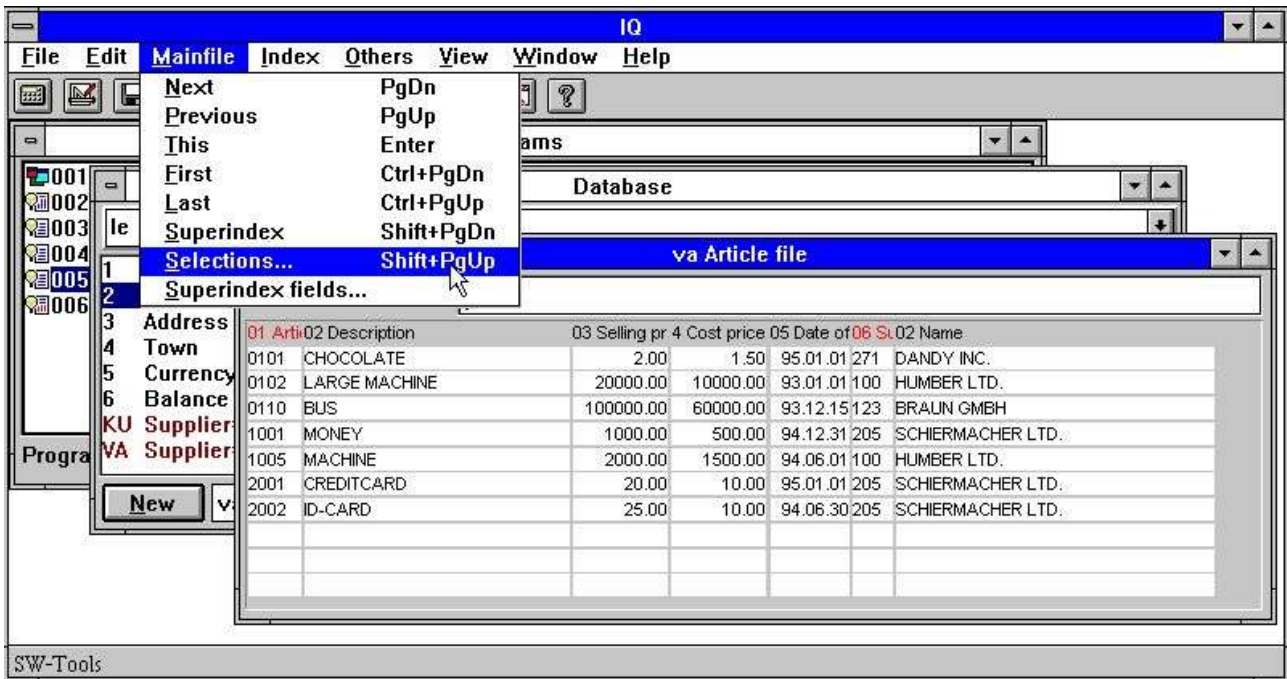 IQ
File Edit Mainfile Index Others View Window Help
Next PgDn
Previous PgUp
This Enter
First Ctrl+PgDn
Last Ctrl+PgUp
Superindex Shift+PgDn
Selections... Shift+PgUp
Superindex fields...
ams
001
002
003
004
005
006
Progra
Database
le
1
2
3 Address
4 Town
5 Currency
6 Balance
KU Supplier
VA Supplier
New
va Article file
01 Arti 02 Description 03 Selling pr 4 Cost price 05 Date of 06 Su 02 Name
0101 CHOCOLATE 2.00 1.50 95.01.01 271 DANDY INC.
0102 LARGE MACHINE 20000.00 10000.00 93.01.01 100 HUMBER LTD.
0110 BUS 100000.00 60000.00 93.12.15 123 BRAUN GMBH
1001 MONEY 1000.00 500.00 94.12.31 205 SCHIERMACHER LTD.
1005 MACHINE 2000.00 1500.00 94.06.01 100 HUMBER LTD.
2001 CREDITCARD 20.00 10.00 95.01.01 205 SCHIERMACHER LTD.
2002 ID-CARD 25.00 10.00 94.06.30 205 SCHIERMACHER LTD.
SW-Tools